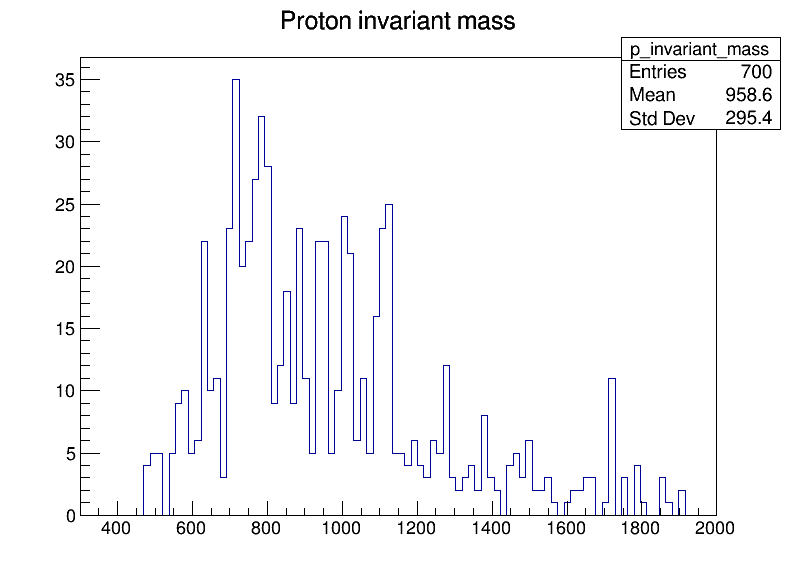 Proton invariant mass
p_invariant_mass
Entries 700
Mean 958.6
Std Dev 295.4
35
30
25
20
15
10
5
0
400 600 800 1000 1200 1400 1600 1800 2000